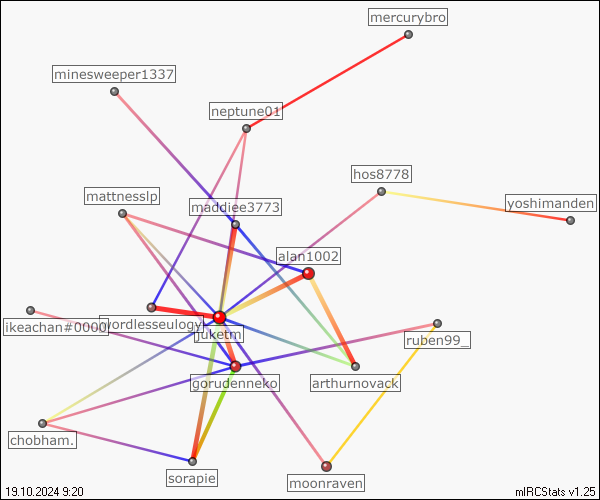 mercurybro
minesweeper1337
neptune01
hos8778
mattnesslp
yoshimanden
maddiee3773
alan1002
ikeachan#0000
wordlesseulogy
juketm
ruben99_
gorudenneko
arthurnovack
chobham.
sorapie
moonraven
19.10.2024 9:20
mIRCStats v1.25